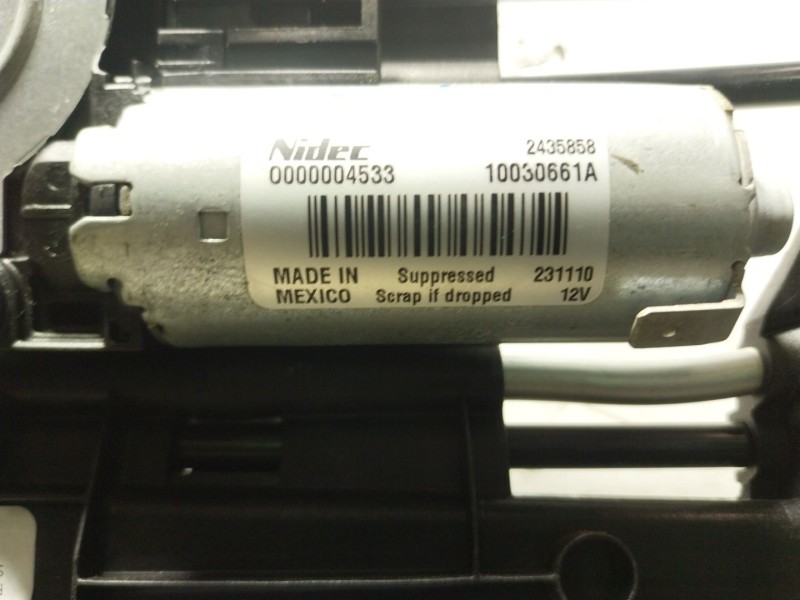 Nidec 2435858
0000004533 10030661A
MADE IN Suppressed 231110
MEXICO Scrap if dropped 12V